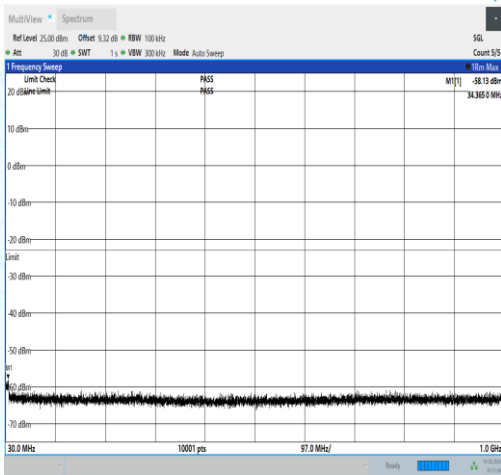 MultiView Spectrum
Ref Level 25.00 dBm Offset 9.32 dB RBW 100 kHz SGL
Att 30 dB SWT 1 s VBW 300 kHz Mode Auto Sweep Count 5/5
1 Frequency Sweep 1Rm Max
Limit Check PASS M1[1] -58.13 dBm
20 dBm Line Limit PASS 34.365 0 MHz
10 dBm
0 dBm
-10 dBm
-20 dBm
Limit
-30 dBm
-40 dBm
-50 dBm
M1
-60 dBm
-70 dBm
30.0 MHz 10001 pts 97.0 MHz/ 1.0 GHz
Ready